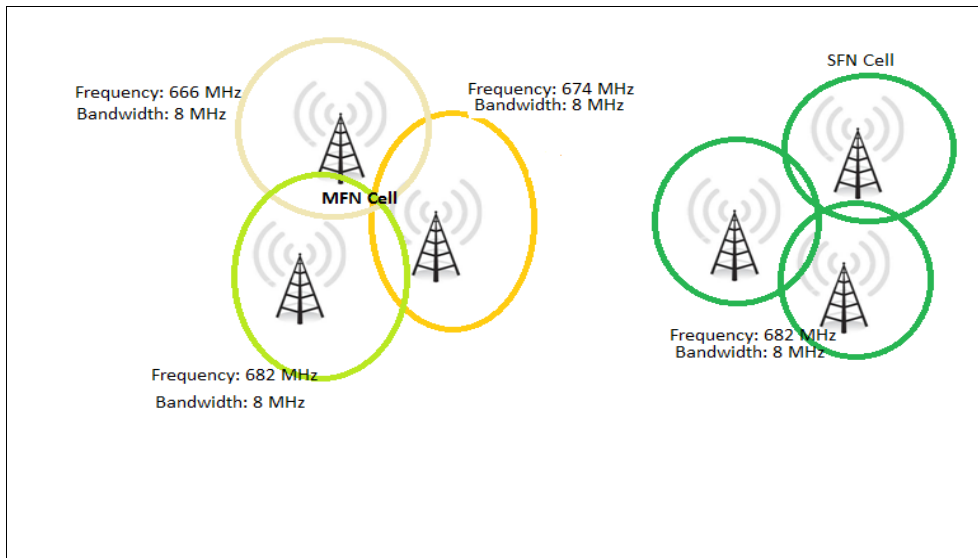 SFN Cell
Frequency: 666 MHz
Bandwidth: 8 MHz
Frequency: 674 MHz
Bandwidth: 8 MHz
MFN Cell
Frequency: 682 MHz
Bandwidth: 8 MHz
Frequency: 682 MHz
Bandwidth: 8 MHz